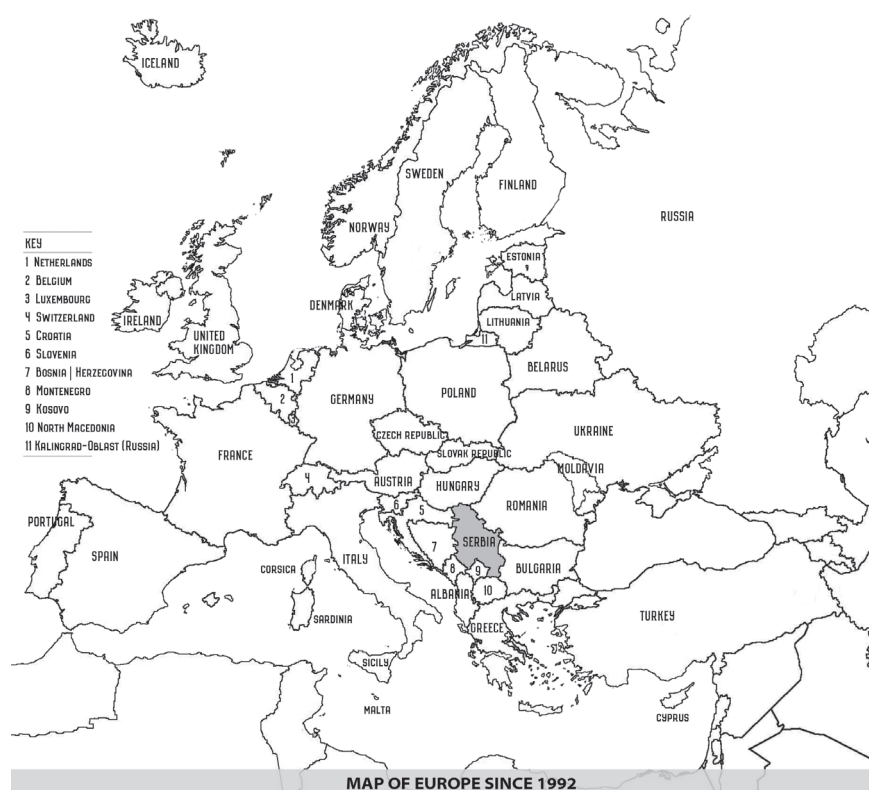 ICELAND
SWEDEN
FINLAND
RUSSIA
NORWAY
KEY
1 NETHERLANDS
2 BELGIUM
3 LUXEMBOURG
4 SWITZERLAND
5 CROATIA
6 SLOVENIA
7 BOSNIA | HERZEGOVINA
8 MONTENEGRO
9 KOSOVO
10 NORTH MACEDONIA
11 KALINGRAD-OBLAST (RUSSIA)
ESTONIA
9
LATVIA
DENMARK
LITHUANIA
IRELAND
UNITED
KINGDOM
11
BELARUS
1
2
3
GERMANY
POLAND
UKRAINE
CZECH REPUBLIC
SLOVAK REPUBLIC
FRANCE
MOLDAVIA
4
AUSTRIA
HUNGARY
ROMANIA
6
5
PORTUGAL
SPAIN
SERBIA
7
ITALY
CORSICA
8
9
BULGARIA
10
ALBANIA
SARDINIA
GREECE
TURKEY
SICILY
MALTA
CYPRUS
MAP OF EUROPE SINCE 1992